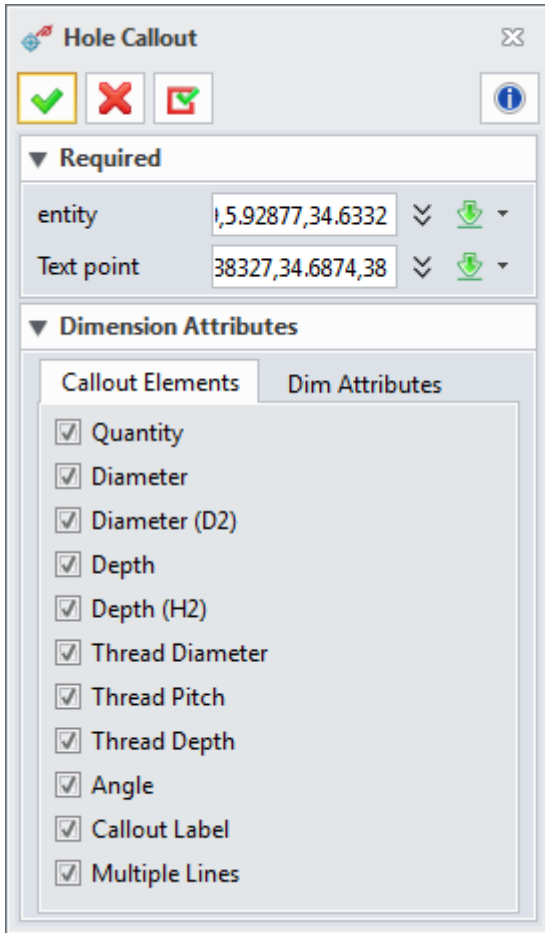 Hole Callout
Required
entity ,5.92877,34.6332
Text point 38327,34.6874,38
Dimension Attributes
Callout Elements Dim Attributes
Quantity
Diameter
Diameter (D2)
Depth
Depth (H2)
Thread Diameter
Thread Pitch
Thread Depth
Angle
Callout Label
Multiple Lines